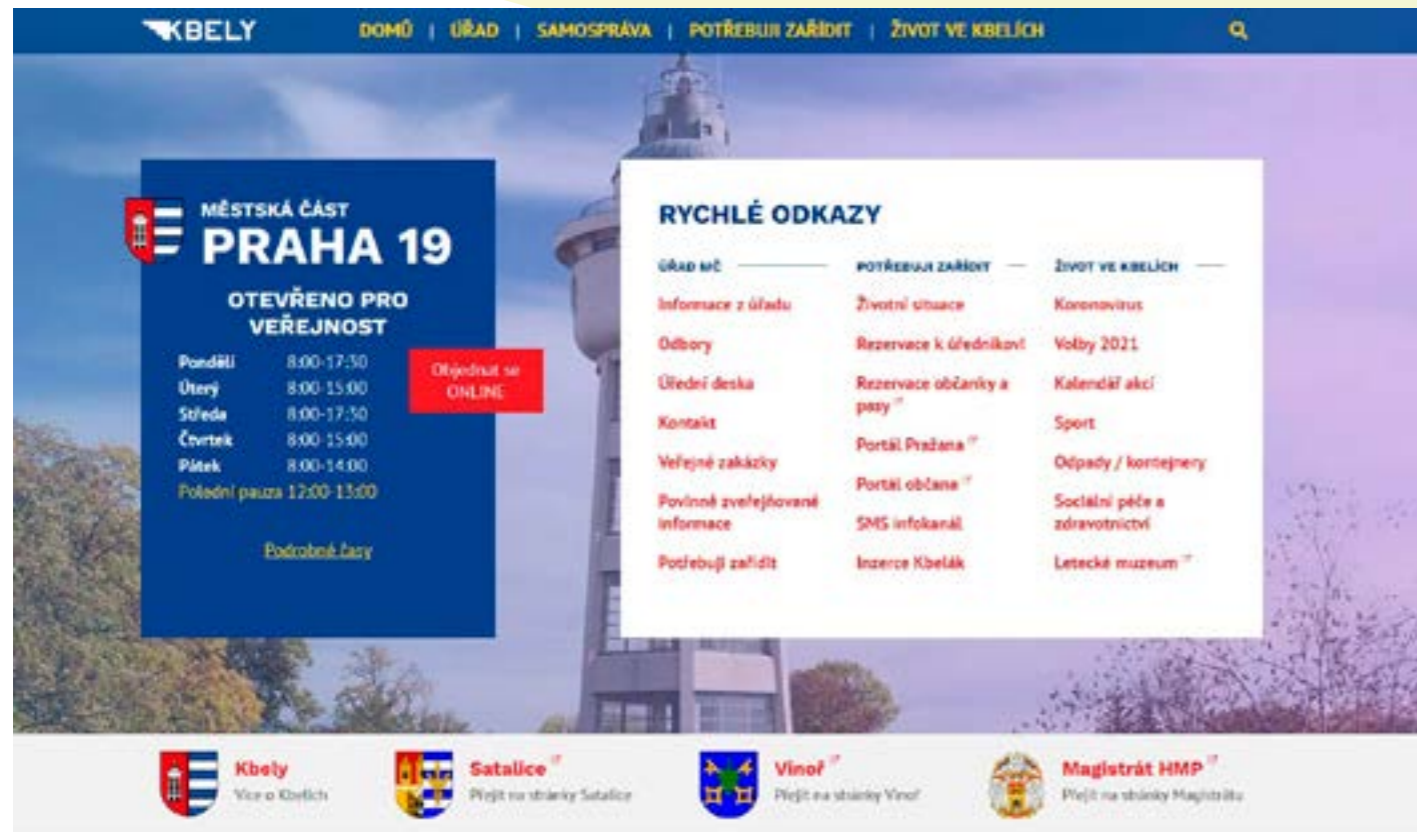 KBELY
DOMŮ | ÚŘAD | SAMOSPRÁVA | POTŘEBUJI ZAŘÍDIT | ŽIVOT VE KBELÍCH
MĚSTSKÁ ČÁST
PRAHA 19
OTEVŘENO PRO
VEŘEJNOST
Pondělí 8:00-17:30
Úterý 8:00-15:00
Středa 8:00-17:30
Čtvrtek 8:00-15:00
Pátek 8:00-14:00
Polední pauza 12:00-13:00
Objednat se
ONLINE
Podrobné časy
RYCHLÉ ODKAZY
ÚŘAD MČ
Informace z úřadu
Odbory
Úřední deska
Kontakt
Veřejné zakázky
Povinně zveřejňované
informace
Potřebuji zařídit
POTŘEBUJI ZAŘÍDIT
Životní situace
Rezervace k úředníkovi
Rezervace občanky a
pasy
Portál Pražana
Portál občana
SMS infokanál
Inzerce Kbelák
ŽIVOT VE KBELÍCH
Koronavirus
Volby 2021
Kalendář akcí
Sport
Odpady / kontejnery
Sociální péče a
zdravotnictví
Letecké muzeum
Kbely
Více o Kbelích
Satalice
Přejít na stránky Satalice
Vinoř
Přejít na stránky Vinoř
Magistrát HMP
Přejít na stránky Magistrátu